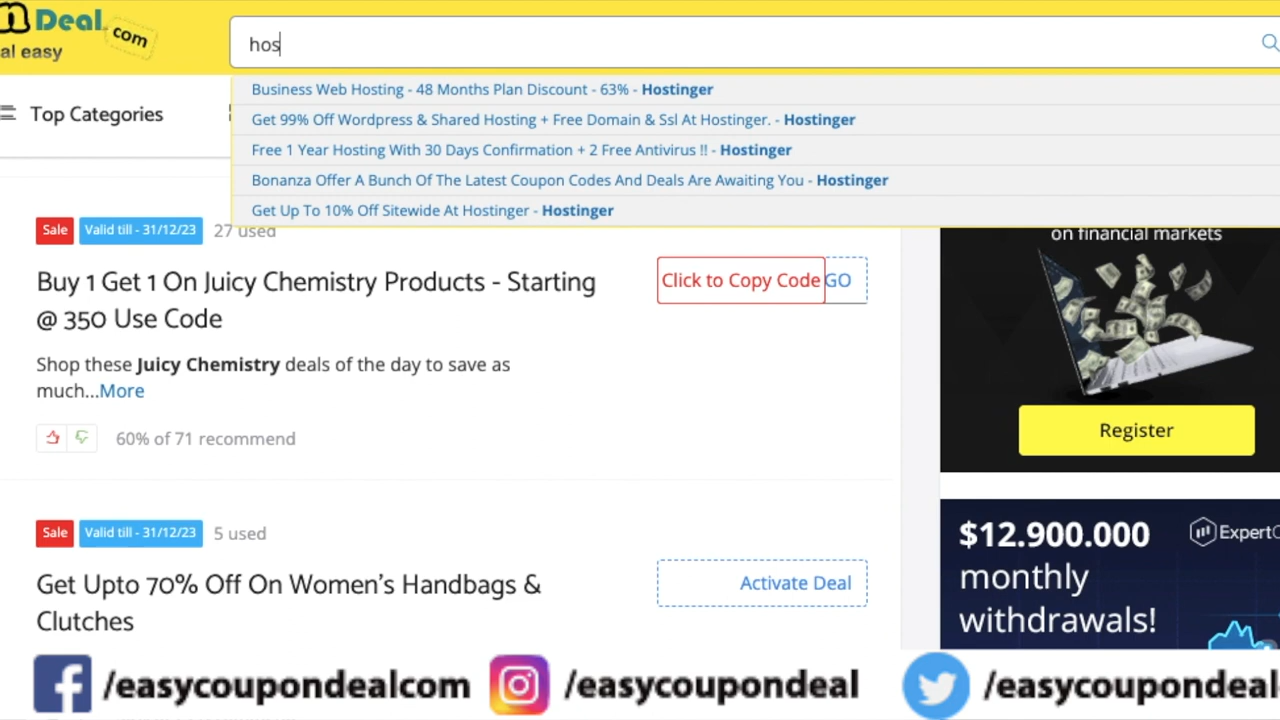 n Deal .com
al easy
hos
Business Web Hosting - 48 Months Plan Discount - 63% - Hostinger
Get 99% Off Wordpress & Shared Hosting + Free Domain & Ssl At Hostinger. - Hostinger
Free 1 Year Hosting With 30 Days Confirmation + 2 Free Antivirus !! - Hostinger
Bonanza Offer A Bunch Of The Latest Coupon Codes And Deals Are Awaiting You - Hostinger
Get Up To 10% Off Sitewide At Hostinger - Hostinger
Top Categories
Sale Valid till - 31/12/23 27 used
Buy 1 Get 1 On Juicy Chemistry Products - Starting
@ 350 Use Code
Click to Copy Code GO
Shop these Juicy Chemistry deals of the day to save as
much...More
60% of 71 recommend
on financial markets
Register
Sale Valid till - 31/12/23 5 used
Get Upto 70% Off On Women's Handbags &
Clutches
Activate Deal
$12.900.000
monthly
withdrawals!
Expert
/easycoupondealcom
/easycoupondeal
/easycoupondeal